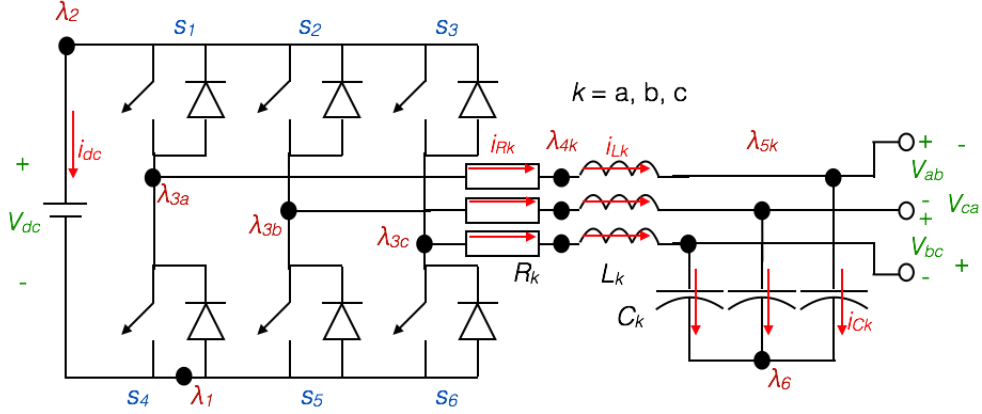 λ2 S1 S2 S3
k = a, b, c
idc
+
Vdc
-
iRk λ4k iLk λ5k
+ -
Vab
λ3a
λ3b
λ3c
-
+
Vca
Vbc
- +
Rk Lk
Ck
iCk
S4 λ1 S5 S6
λ6